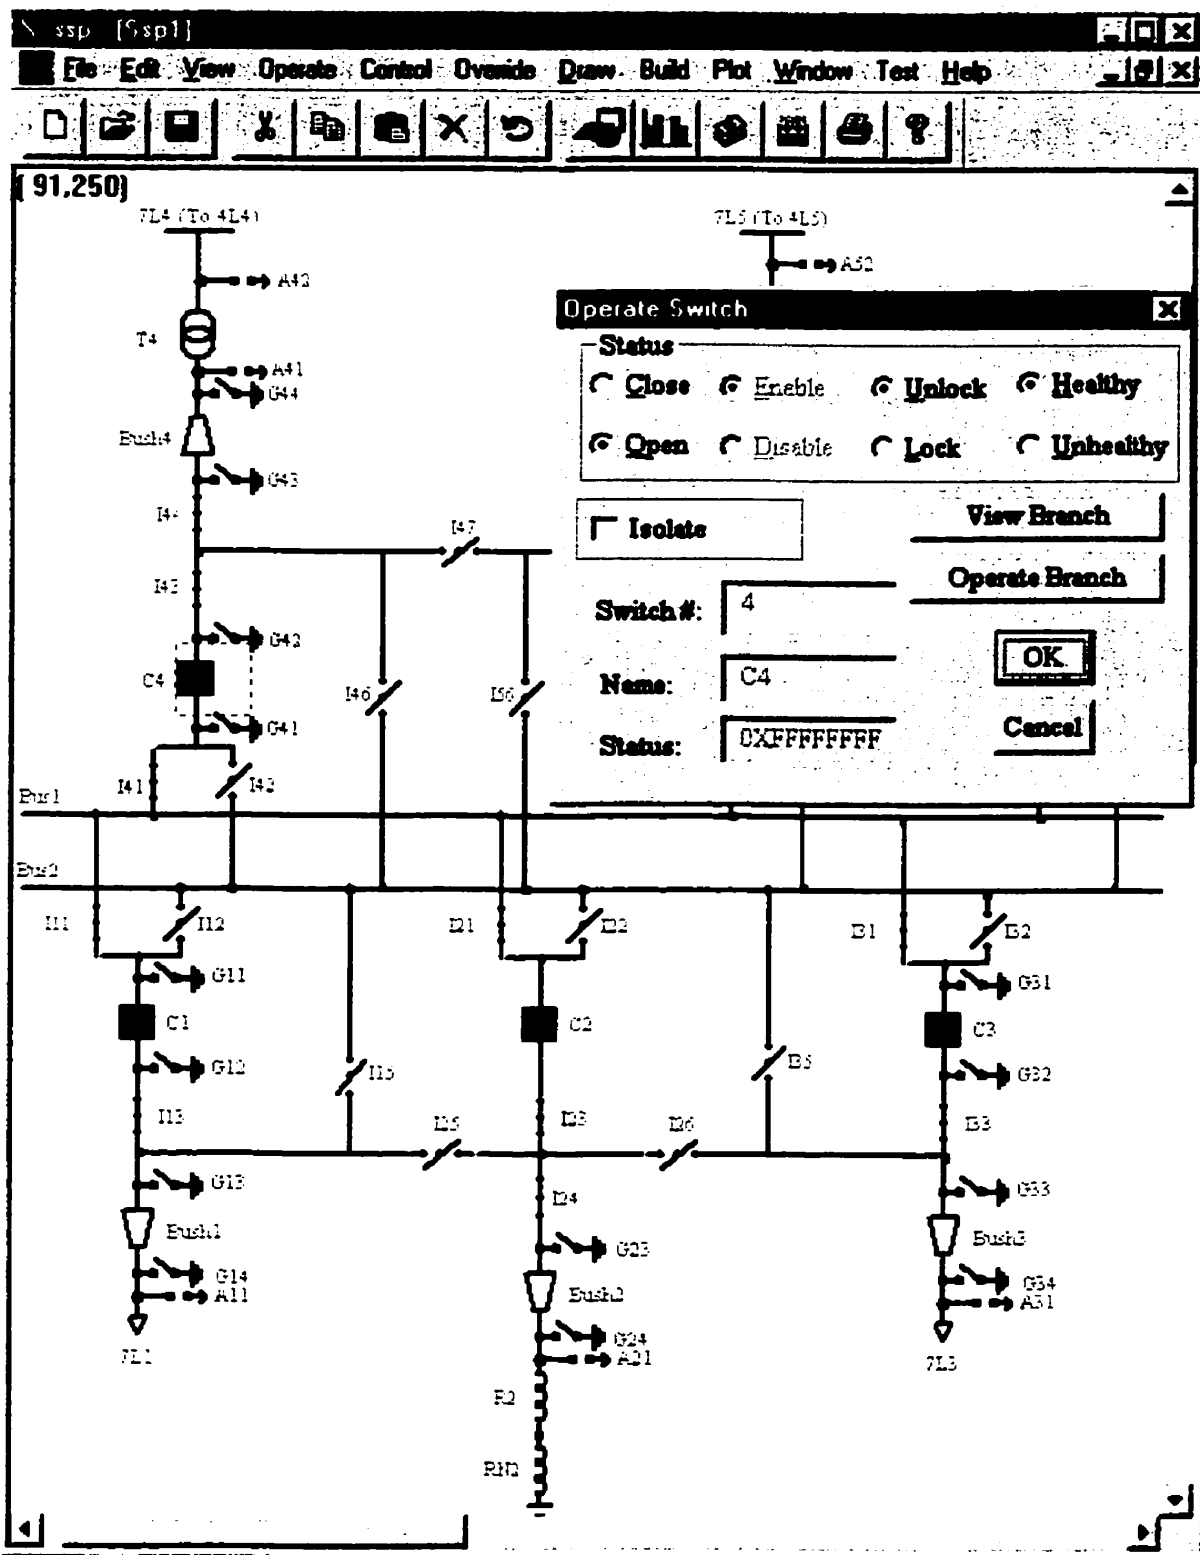 ssp - [Ssp1]
File Edit View Operate Control Override Draw Build Plot Window Test Help
[ 91,250]
7L4 (To 4L4)
7L5 (To 4L5)
A42
A52
T4
A41
G44
Bush4
G43
I44
I47
I43
G42
C4
I46
I56
G41
I41
I42
Operate Switch
Status
Close Enable Unlock Healthy
Open Disable Lock Unhealthy
Isolate
View Branch
Operate Branch
Switch #: 4
OK
Name: C4
Cancel
Status: 0XFFFFFFFF
Bus1
Bus2
I11
I12
I21
I22
I31
I32
G11
G31
C1
C2
C3
G12
I15
I35
G32
I13
I25
I23
I26
I33
G13
I24
G33
Bush1
G23
Bush3
G14
A11
Bush2
G34
A31
7L1
G24
A21
7L3
R2
RN2